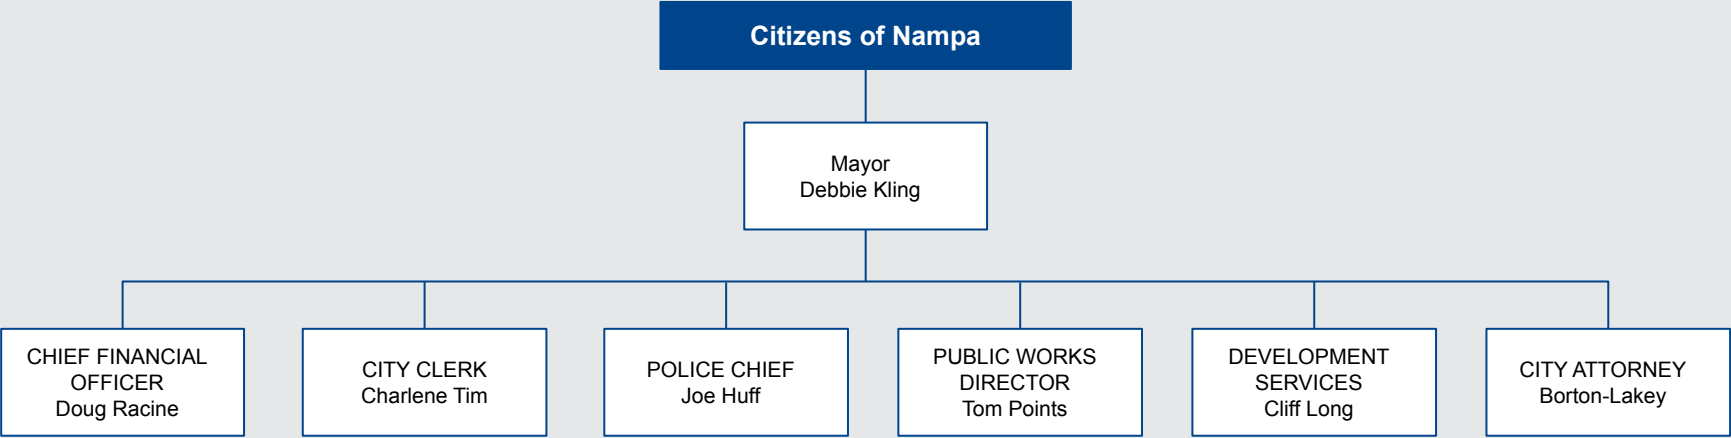 Citizens of Nampa
Mayor
Debbie Kling
CHIEF FINANCIAL
OFFICER
Doug Racine
CITY CLERK
Charlene Tim
POLICE CHIEF
Joe Huff
PUBLIC WORKS
DIRECTOR
Tom Points
DEVELOPMENT
SERVICES
Cliff Long
CITY ATTORNEY
Borton-Lakey